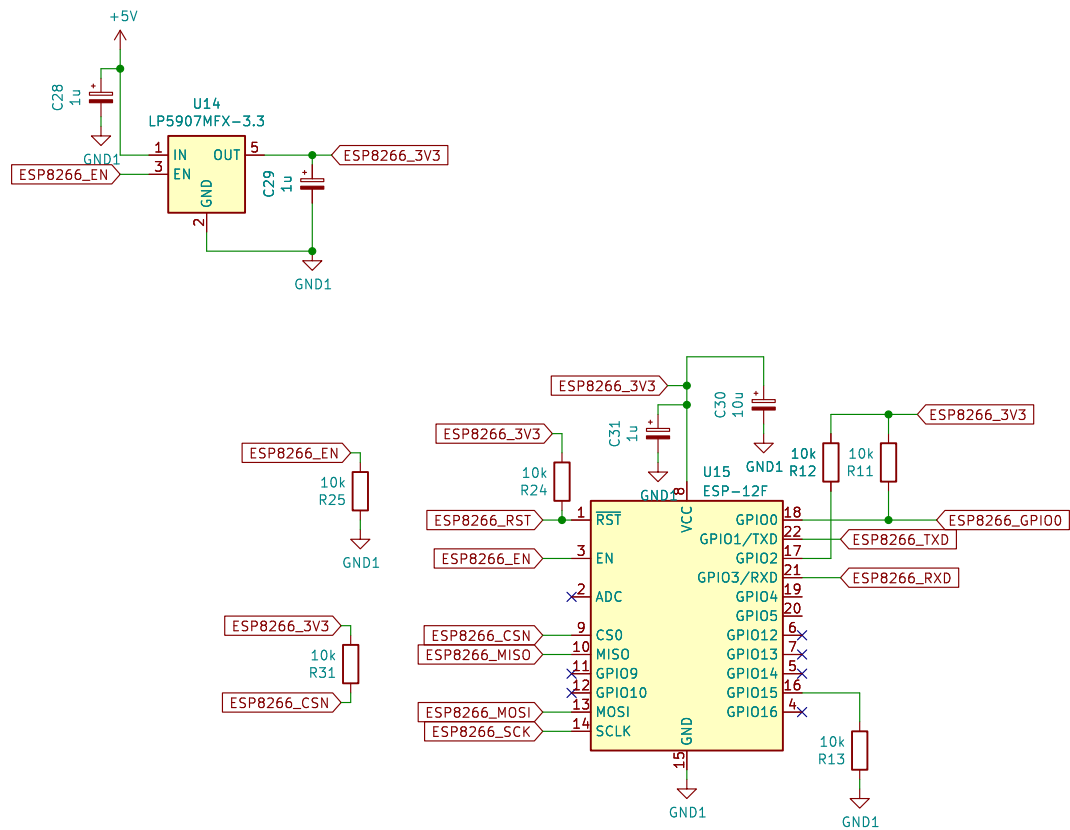 +5V
C28
1u
GND1
U14
LP5907MFX-3.3
1
IN
OUT
5
ESP8266_EN
3
EN
GND
2
ESP8266_3V3
C29
1u
GND1
ESP8266_3V3
C30
10u
GND1
C31
1u
GND1
ESP8266_3V3
10k
R24
ESP8266_EN
10k
R25
GND1
ESP8266_3V3
10k
R12
10k
R11
U15
ESP-12F
8
VCC
ESP8266_RST
1
RST
GPIO0
18
ESP8266_GPIO0
GPIO1/TXD
22
ESP8266_TXD
ESP8266_EN
3
EN
GPIO2
17
GPIO3/RXD
21
ESP8266_RXD
2
ADC
GPIO4
19
GPIO5
20
ESP8266_3V3
10k
R31
ESP8266_CSN
ESP8266_CSN
9
CS0
GPIO12
6
ESP8266_MISO
10
MISO
GPIO13
7
11
GPIO9
GPIO14
5
12
GPIO10
GPIO15
16
ESP8266_MOSI
13
MOSI
GPIO16
4
ESP8266_SCK
14
SCLK
GND
15
GND1
10k
R13
GND1